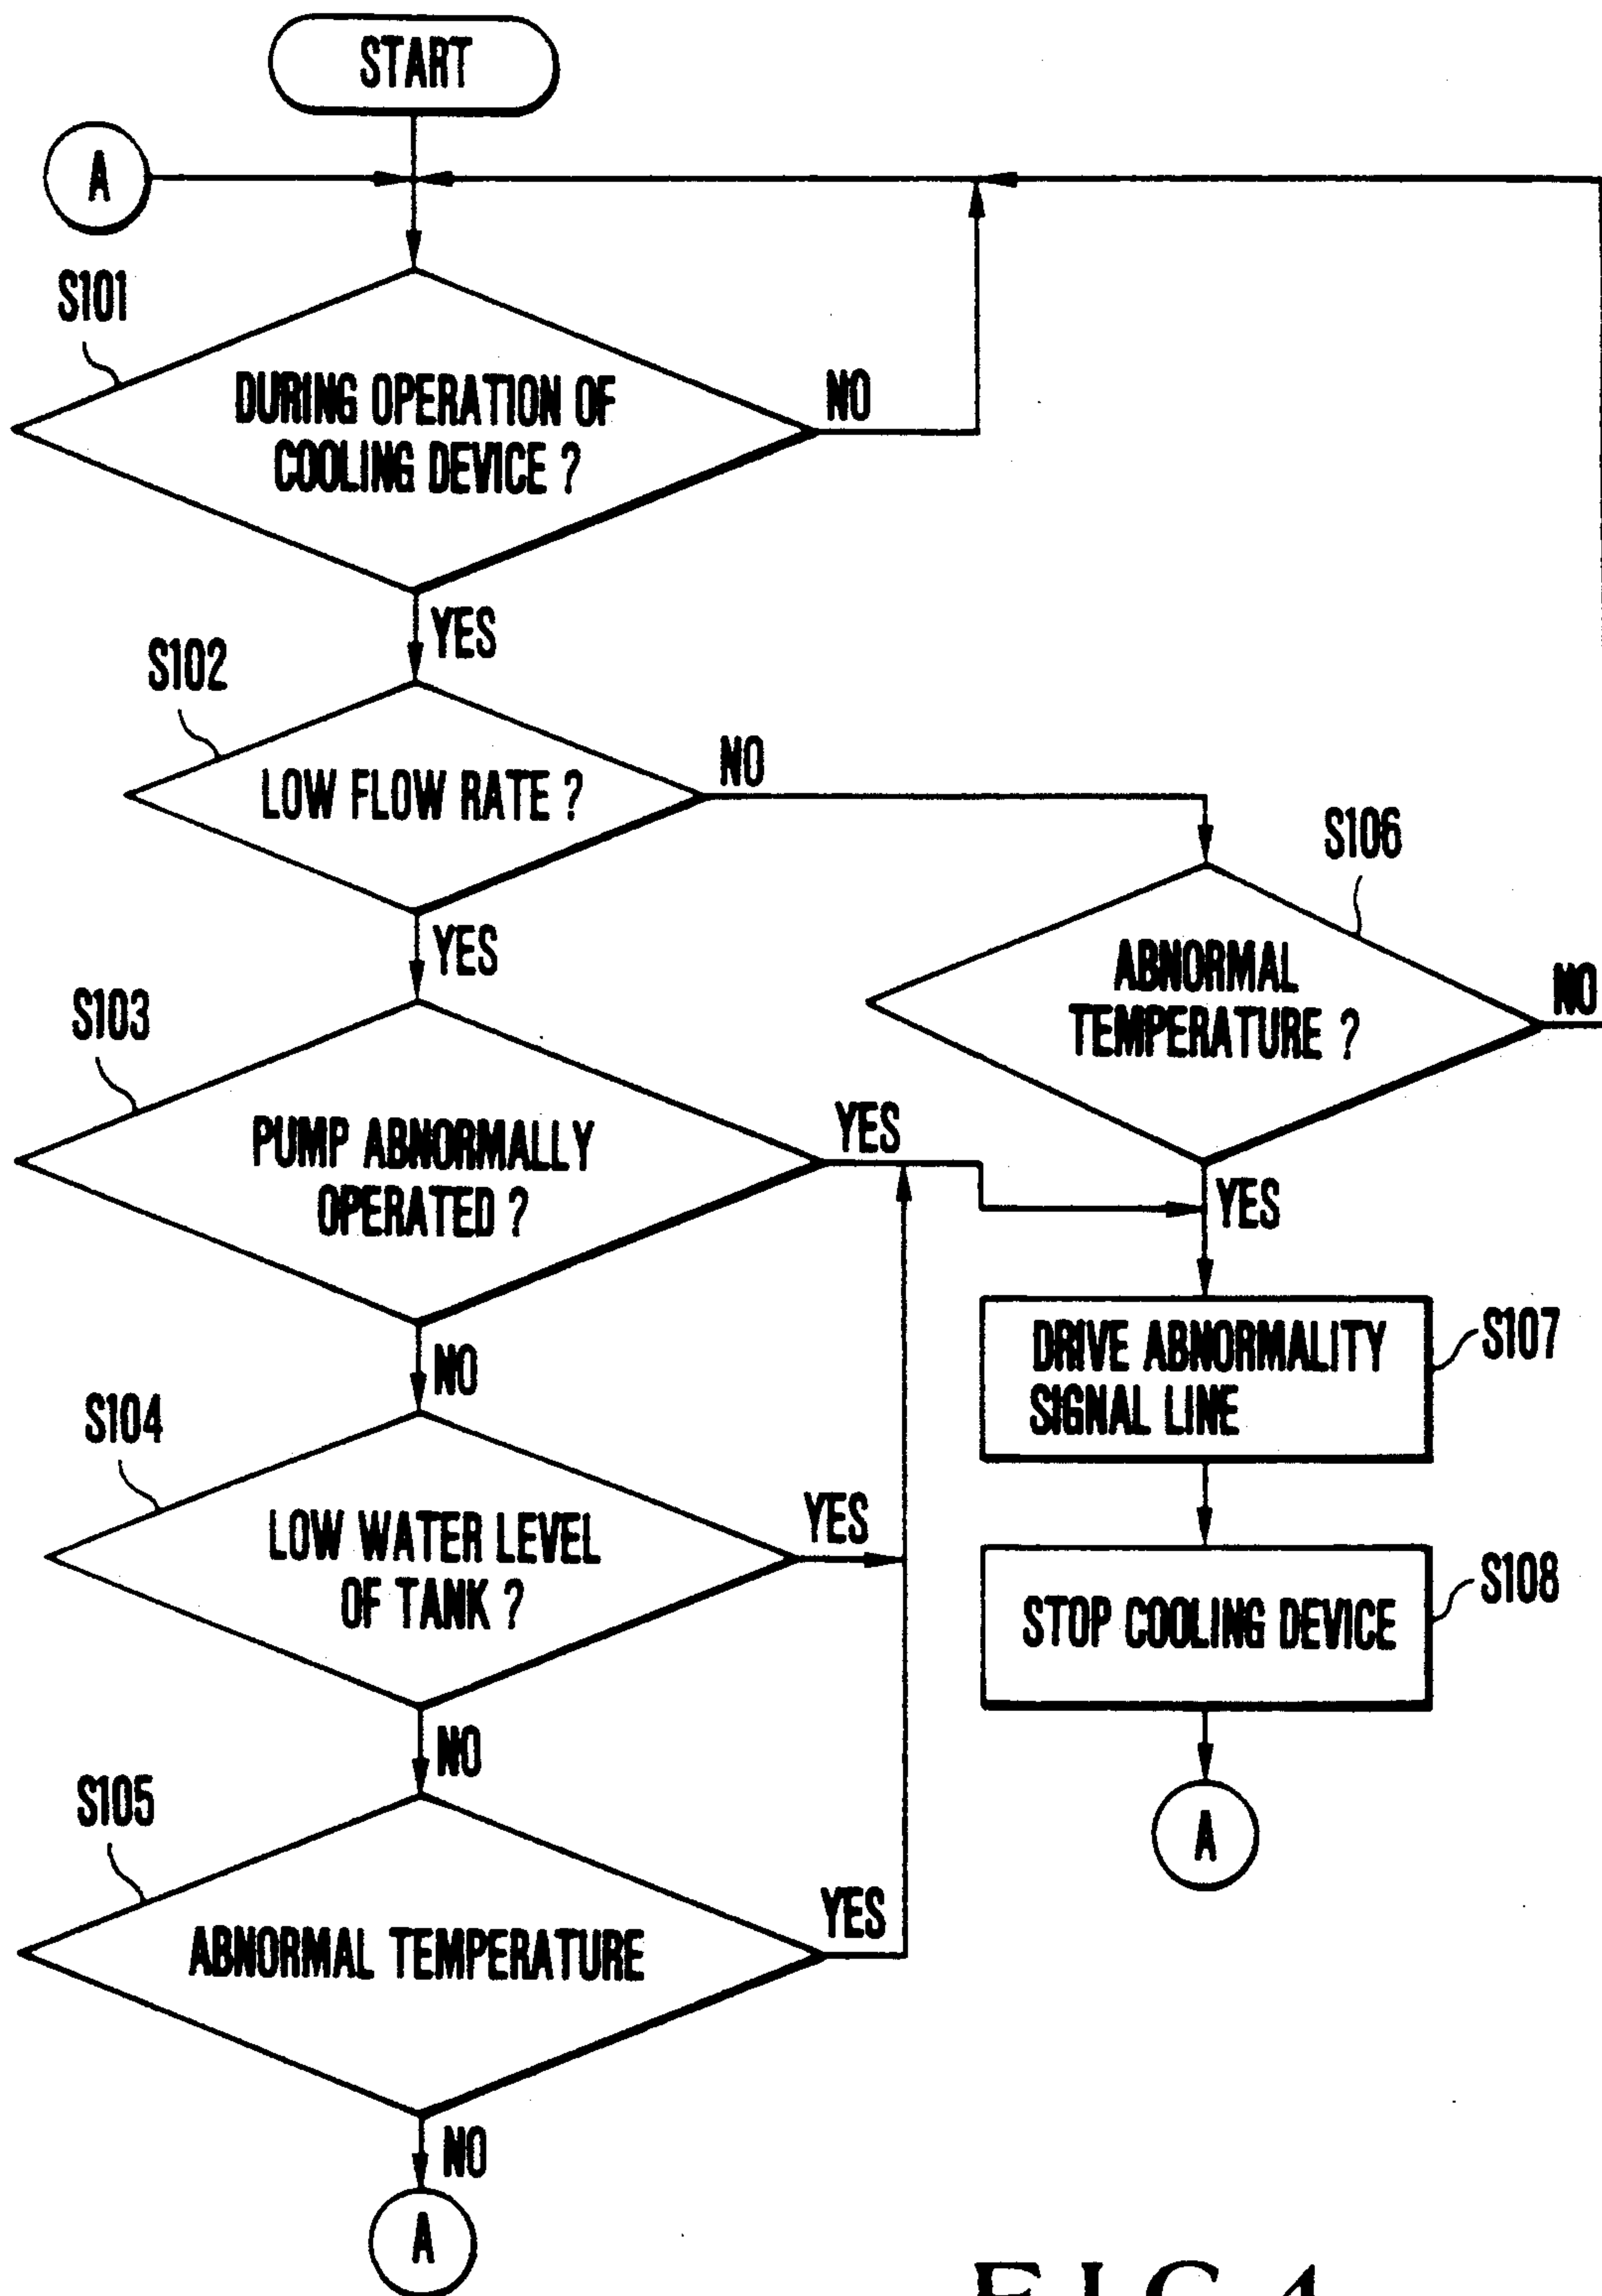 START
A
S101
DURING OPERATION OF
COOLING DEVICE ?
NO
YES
S102
LOW FLOW RATE ?
NO
YES
S106
ABNORMAL
TEMPERATURE ?
NO
YES
S103
PUMP ABNORMALLY
OPERATED ?
YES
NO
S107
DRIVE ABNORMALITY
SIGNAL LINE
S104
LOW WATER LEVEL
OF TANK ?
YES
NO
S108
STOP COOLING DEVICE
A
S105
ABNORMAL TEMPERATURE
YES
NO
A
FIG.4